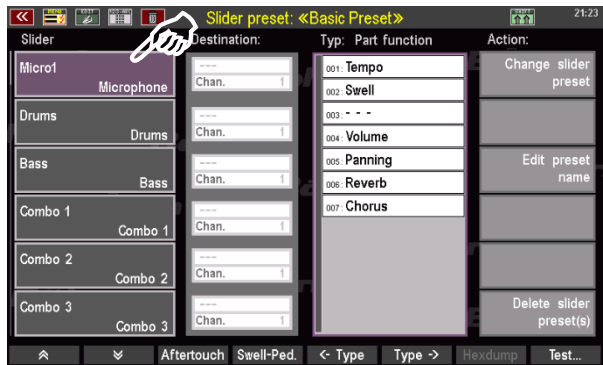 Slider preset: «Basic Preset»
21:23
Slider
Destination:
Typ: Part function
Action:
Micro1
Microphone
---
Chan. 1
Drums
Drums
---
Chan. 1
Bass
Bass
---
Chan. 1
Combo 1
Combo 1
---
Chan. 1
Combo 2
Combo 2
---
Chan. 1
Combo 3
Combo 3
---
Chan. 1
001: Tempo
002: Swell
003: - - -
004: Volume
005: Panning
006: Reverb
007: Chorus
Change slider
preset
Edit preset
name
Delete slider
preset(s)
Aftertouch
Swell-Ped.
<- Type
Type ->
Hexdump
Test...